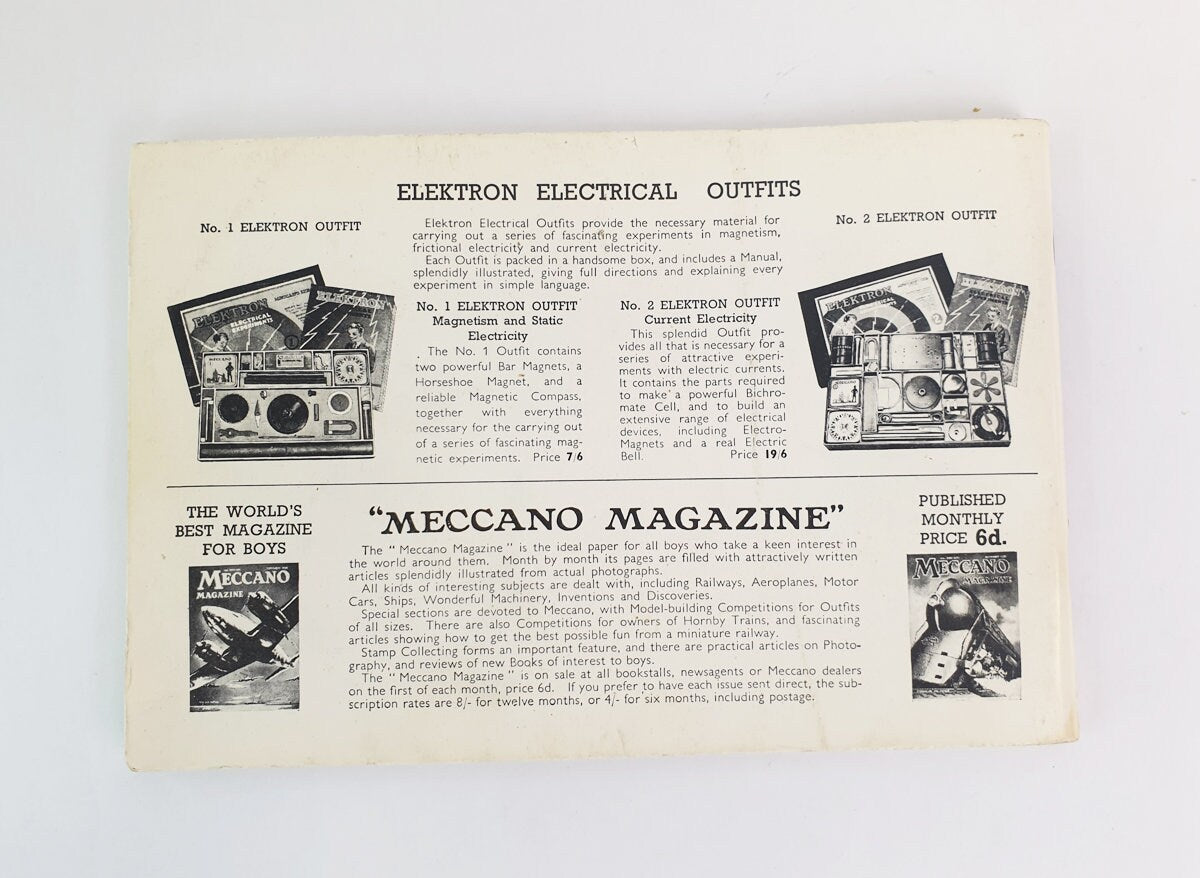 ELEKTRON ELECTRICAL OUTFITS
No. 1 ELEKTRON OUTFIT
Elektron Electrical Outfits provide the necessary material for
carrying out a series of fascinating experiments in magnetism,
frictional electricity and current electricity.
Each Outfit is packed in a handsome box, and includes a Manual,
splendidly illustrated, giving full directions and explaining every
experiment in simple language.
No. 2 ELEKTRON OUTFIT
ELEKTRON
ELECTRICAL
EXPERIMENTS
ELEKTRON
MECCANO
No. 1 ELEKTRON OUTFIT
Magnetism and Static
Electricity
The No. 1 Outfit contains
two powerful Bar Magnets, a
Horseshoe Magnet, and a
reliable Magnetic Compass,
together with everything
necessary for the carrying out
of a series of fascinating mag-
netic experiments. Price 7/6
No. 2 ELEKTRON OUTFIT
Current Electricity
This splendid Outfit pro-
vides all that is necessary for a
series of attractive experi-
ments with electric currents.
It contains the parts required
to make a powerful Bichro-
mate Cell, and to build an
extensive range of electrical
devices, including Electro-
Magnets and a real Electric
Bell. Price 19/6
ELEKTRON
ELEKTRON
THE WORLD'S
BEST MAGAZINE
FOR BOYS
MECCANO
MAGAZINE
"MECCANO MAGAZINE"
The " Meccano Magazine " is the ideal paper for all boys who take a keen interest in
the world around them. Month by month its pages are filled with attractively written
articles splendidly illustrated from actual photographs.
All kinds of interesting subjects are dealt with, including Railways, Aeroplanes, Motor
Cars, Ships, Wonderful Machinery, Inventions and Discoveries.
Special sections are devoted to Meccano, with Model-building Competitions for Outfits
of all sizes. There are also Competitions for owners of Hornby Trains, and fascinating
articles showing how to get the best possible fun from a miniature railway.
Stamp Collecting forms an important feature, and there are practical articles on Photo-
graphy, and reviews of new Books of interest to boys.
The " Meccano Magazine " is on sale at all bookstalls, newsagents or Meccano dealers
on the first of each month, price 6d. If you prefer to have each issue sent direct, the sub-
scription rates are 8/- for twelve months, or 4/- for six months, including postage.
PUBLISHED
MONTHLY
PRICE 6d.
MECCANO
MAGAZINE